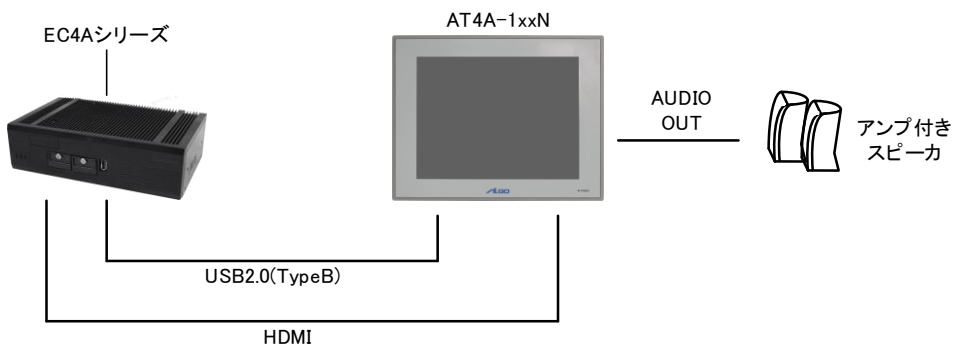 AT4A-1xxN
EC4Aシリーズ
AUDIO
OUT
アンプ付き
スピーカ
ALGO
USB2.0(TypeB)
HDMI